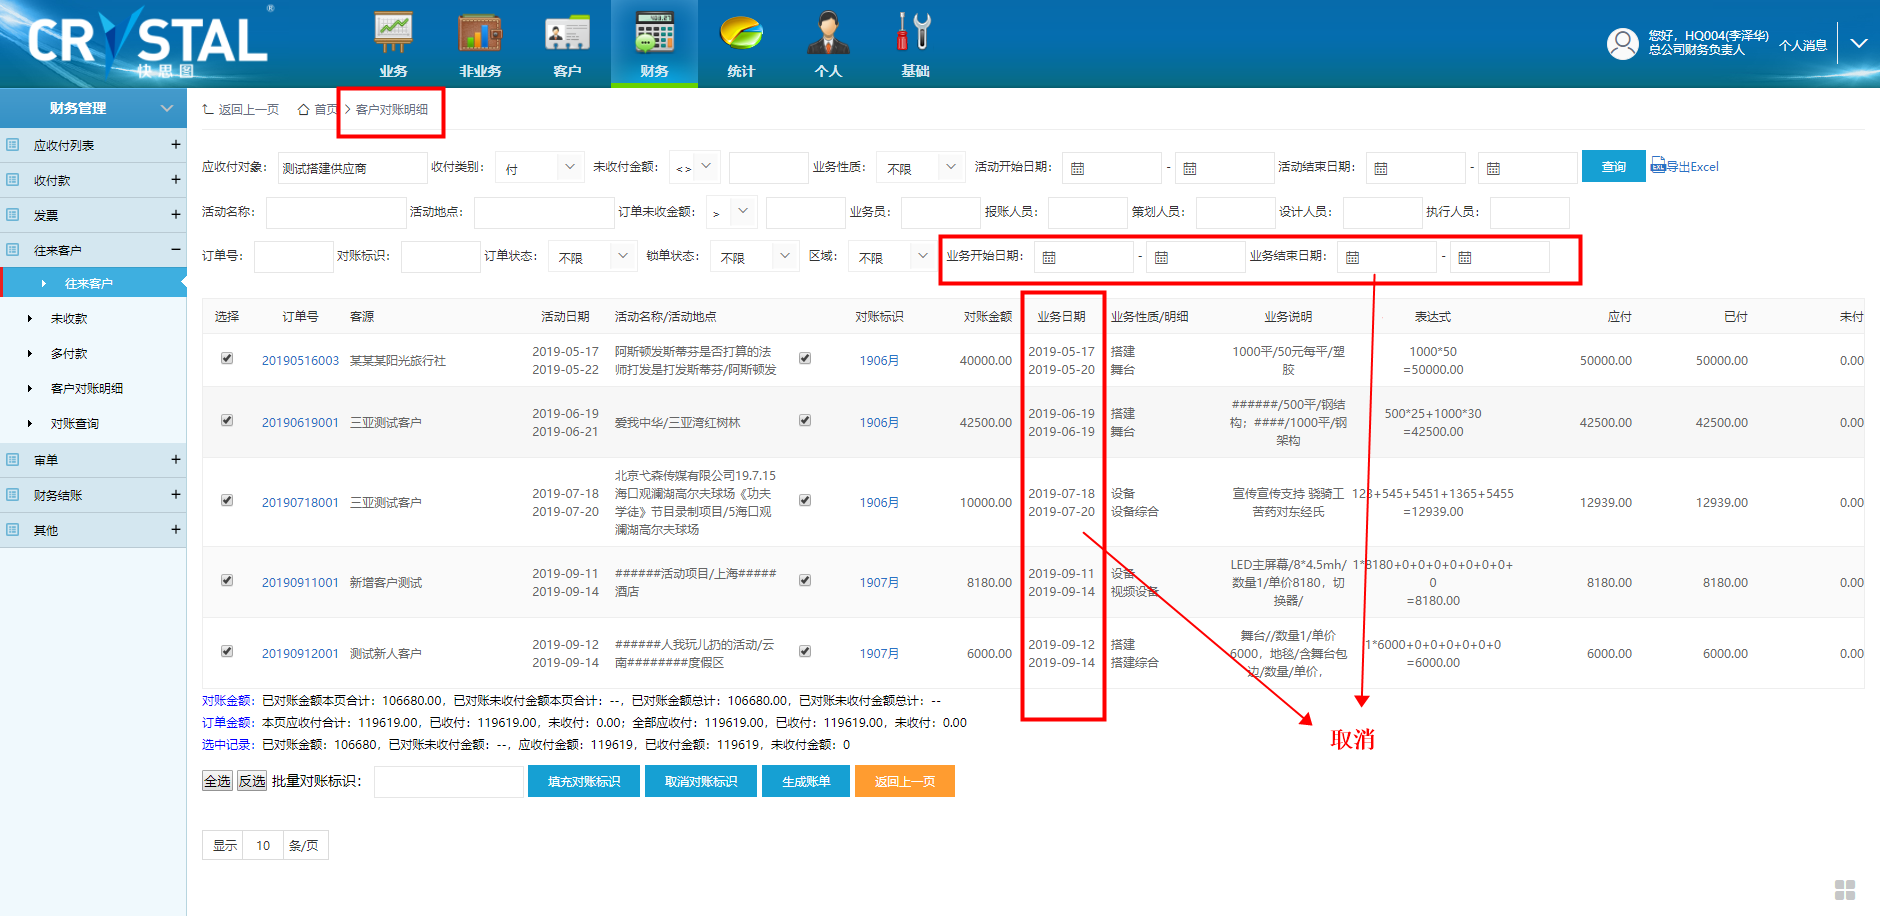 CRYSTAL ®
快思图
业务 非业务 客户 财务 统计 个人 基础
您好，HQ004(李泽华)
总公司财务负责人
个人消息
财务管理
应收付列表 +
收付款 +
发票 +
往来客户 −
往来客户
未收款
多付款
客户对账明细
对账查询
审单 +
财务结账 +
其他 +
返回上一页 首页 > 客户对账明细
应收付对象： 测试搭建供应商 收付类别： 付 未收付金额： <> 业务性质： 不限 活动开始日期： - 活动结束日期： - 查询 导出Excel
活动名称： 活动地点： 订单未收金额： > 业务员： 报账人员： 策划人员： 设计人员： 执行人员：
订单号： 对账标识： 订单状态： 不限 锁单状态： 不限 区域： 不限 业务开始日期： - 业务结束日期： -
选择 订单号 客源 活动日期 活动名称/活动地点 对账标识 对账金额 业务日期 业务性质/明细 业务说明 表达式 应付 已付 未付
2019-05-17 阿斯顿发斯蒂芬是否打算的法 2019-05-17 搭建 1000平/50元每平/塑 1000*50
20190516003 某某某阳光旅行社 1906月 40000.00 50000.00 50000.00 0.00
2019-05-22 师打发是打发斯蒂芬/阿斯顿发 2019-05-20 舞台 胶 =50000.00
2019-06-19 2019-06-19 搭建 ######/500平/钢结 500*25+1000*30
20190619001 三亚测试客户 爱我中华/三亚湾红树林 1906月 42500.00 构；####/1000平/钢 42500.00 42500.00 0.00
2019-06-21 2019-06-19 舞台 架构 =42500.00
北京弋森传媒有限公司19.7.15
2019-07-18 海口观澜湖高尔夫球场《功夫 2019-07-18 设备 宣传宣传支持 骁骑工 123+545+5451+1365+5455
20190718001 三亚测试客户 1906月 10000.00 12939.00 12939.00 0.00
2019-07-20 学徒》节目录制项目/5海口观 2019-07-20 设备综合 苦药对东经氏 =12939.00
澜湖高尔夫球场
2019-09-11 ######活动项目/上海##### 2019-09-11 设备 LED主屏幕/8*4.5mh/ 1*8180+0+0+0+0+0+0+0+
20190911001 新增客户测试 1907月 8180.00 数量1/单价8180，切 0 8180.00 8180.00 0.00
2019-09-14 酒店 2019-09-14 视频设备 换器/ =8180.00
2019-09-12 ######人我玩儿扔的活动/云 2019-09-12 搭建 舞台//数量1/单价 1*6000+0+0+0+0+0+0
20190912001 测试新人客户 1907月 6000.00 6000，地毯/含舞台包 6000.00 6000.00 0.00
2019-09-14 南########度假区 2019-09-14 搭建综合 边/数量/单价， =6000.00
对账金额：已对账金额本页合计：106680.00，已对账未收付金额本页合计：--，已对账金额总计：106680.00，已对账未收付金额总计：--
订单金额：本页应收付合计：119619.00，已收付：119619.00，未收付：0.00；全部应收付：119619.00，已收付：119619.00，未收付：0.00
选中记录：已对账金额：106680，已对账未收付金额：--，应收付金额：119619，已收付金额：119619，未收付金额：0
取消
全选 反选 批量对账标识： 填充对账标识 取消对账标识 生成账单 返回上一页
显示 10 条/页